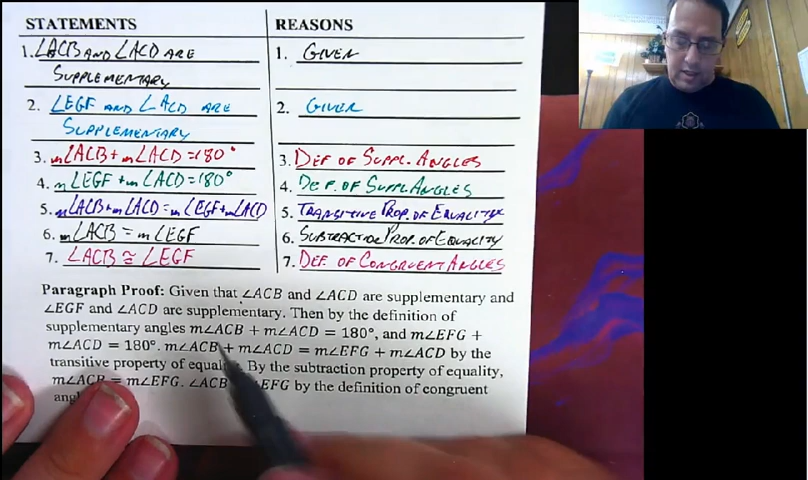 STATEMENTS
REASONS
1. ∠ACB AND ∠ACD ARE
SUPPLEMENTARY
1. GIVEN
2. ∠EGF AND ∠ACD ARE
SUPPLEMENTARY
2. GIVEN
3. m∠ACB + m∠ACD = 180°
3. DEF OF SUPPL. ANGLES
4. m∠EGF + m∠ACD = 180°
4. DEF. OF SUPPL ANGLES
5. m∠ACB + m∠ACD = m∠EGF + m∠ACD
5. TRANSITIVE PROP. OF EQUALITY
6. m∠ACB = m∠EGF
6. SUBTRACTION PROP. OF EQUALITY
7. ∠ACB ≅ ∠EGF
7. DEF. OF CONGRUENT ANGLES
Paragraph Proof: Given that ∠ACB and ∠ACD are supplementary and
∠EGF and ∠ACD are supplementary. Then by the definition of
supplementary angles m∠ACB + m∠ACD = 180°, and m∠EFG +
m∠ACD = 180°. m∠ACB + m∠ACD = m∠EFG + m∠ACD by the
transitive property of By the subtraction property of equality,
m∠ACB = m∠EFG. ∠ACB EFG by the definition of congruent